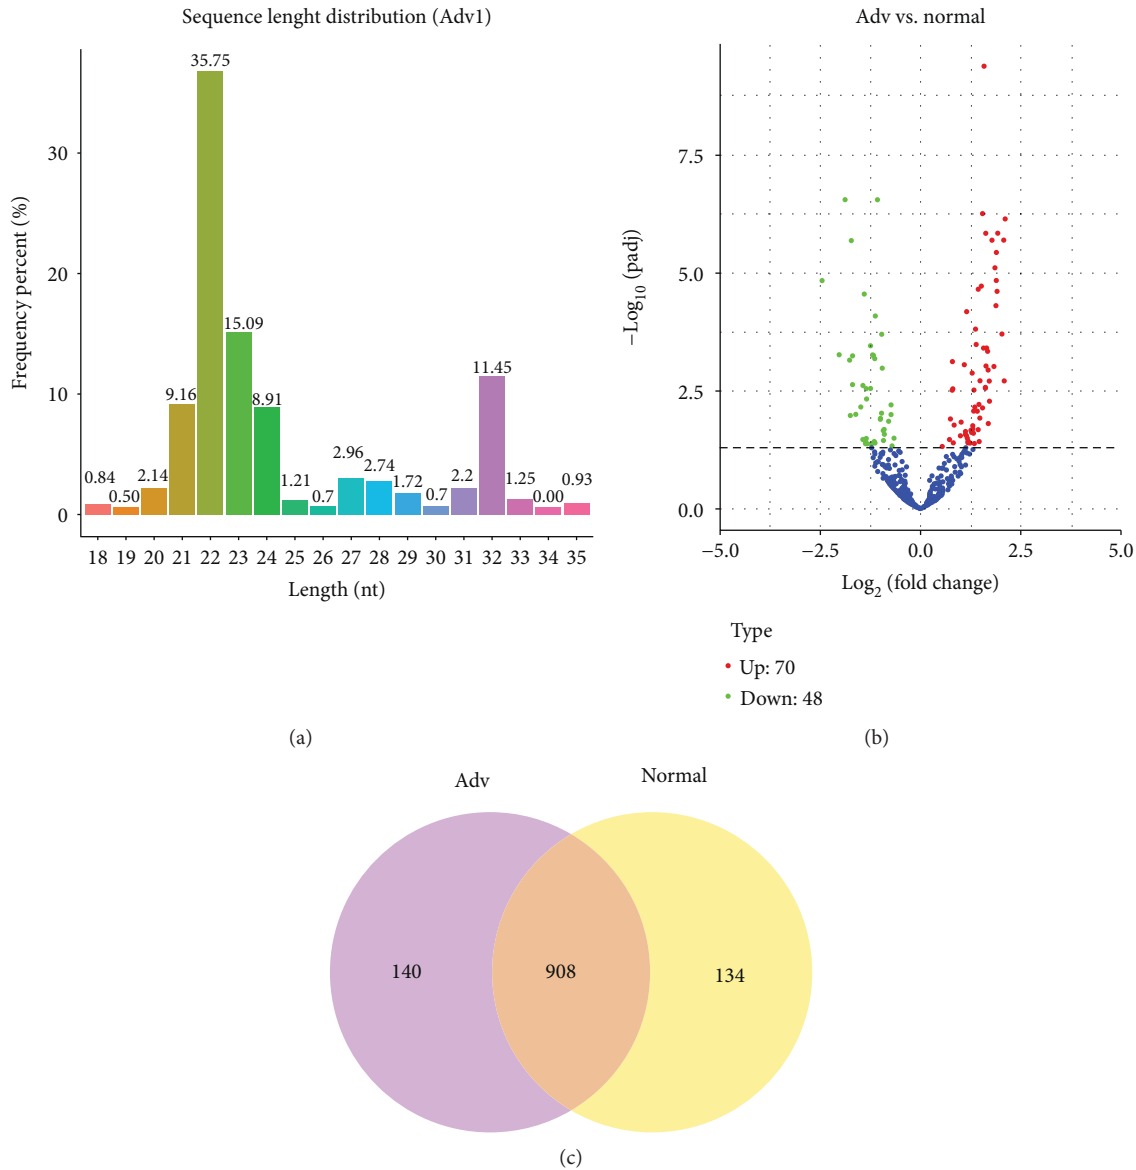 Sequence lenght distribution (Adv1)
Frequency percent (%)
30
20
10
0
0.84
0.50
2.14
9.16
35.75
15.09
8.91
1.21
0.7
2.96
2.74
1.72
0.7
2.2
11.45
1.25
0.00
0.93
18 19 20 21 22 23 24 25 26 27 28 29 30 31 32 33 34 35
Length (nt)
(a)
Adv vs. normal
−Log10 (padj)
7.5
5.0
2.5
0.0
−5.0 −2.5 0.0 2.5 5.0
Log2 (fold change)
Type
Up: 70
Down: 48
(b)
Adv
Normal
140
908
134
(c)